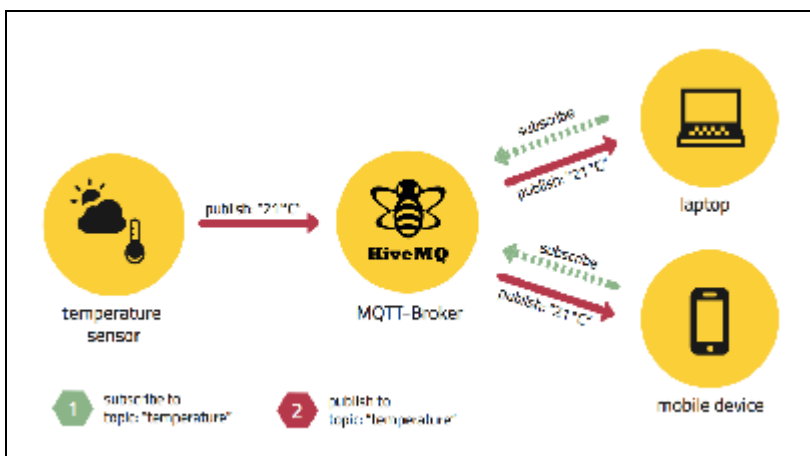 subscribe
publish: "21°C"
laptop
publish: "21°C"
HiveMQ
temperature
sensor
MQTT-Broker
subscribe
publish: "21°C"
mobile device
1
subscribe to
topic: "temperature"
2
publish to
topic: "temperature"